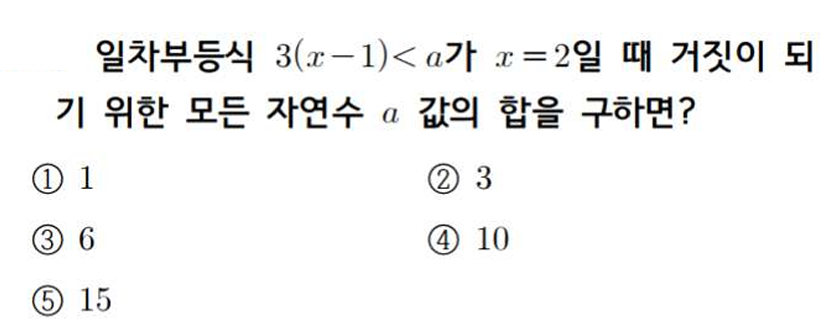 일차부등식 3(x-1)< a가 x=2일 때 거짓이 되
기 위한 모든 자연수 a 값의 합을 구하면?
① 1 ② 3
③ 6 ④ 10
⑤ 15